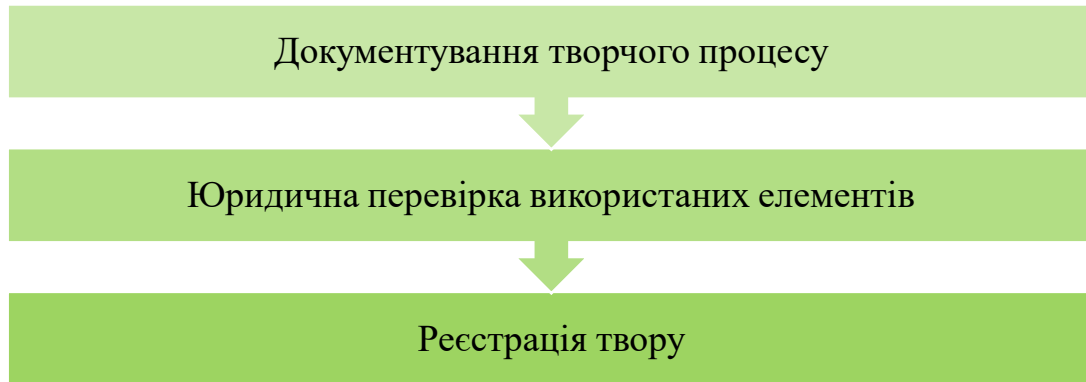 Документування творчого процесу
Юридична перевірка використаних елементів
Реєстрація твору